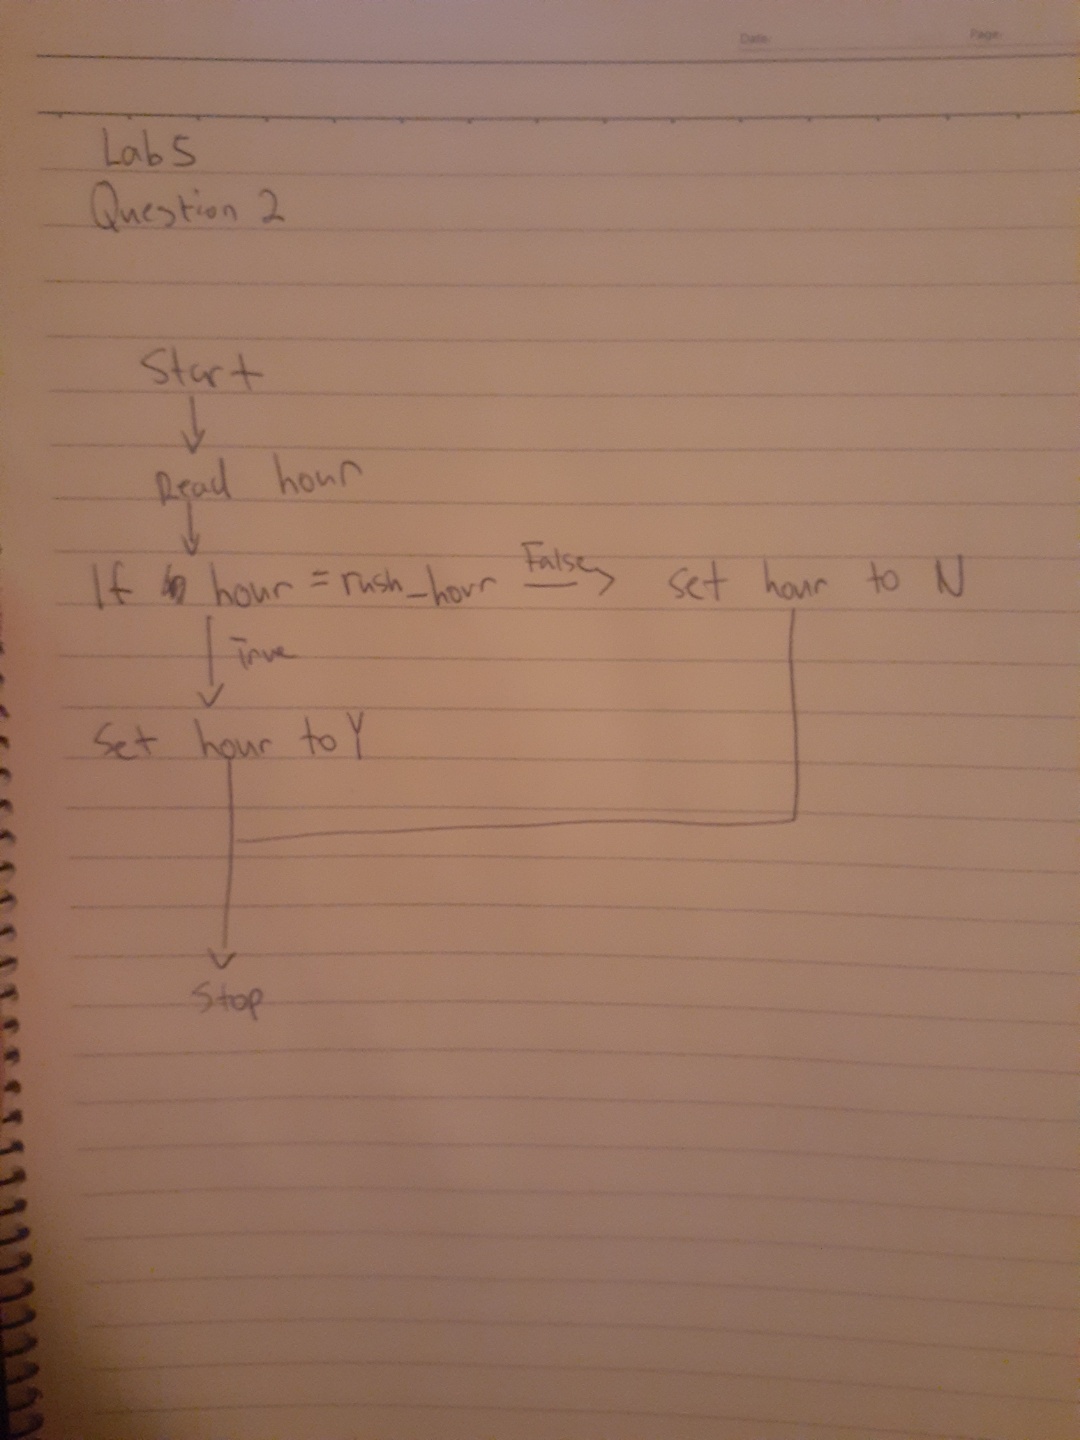 Date:
Page:
Lab 5
Question 2
Start
Read hour
If hour = rush_hour False set hour to N
True
Set hour to Y
Stop